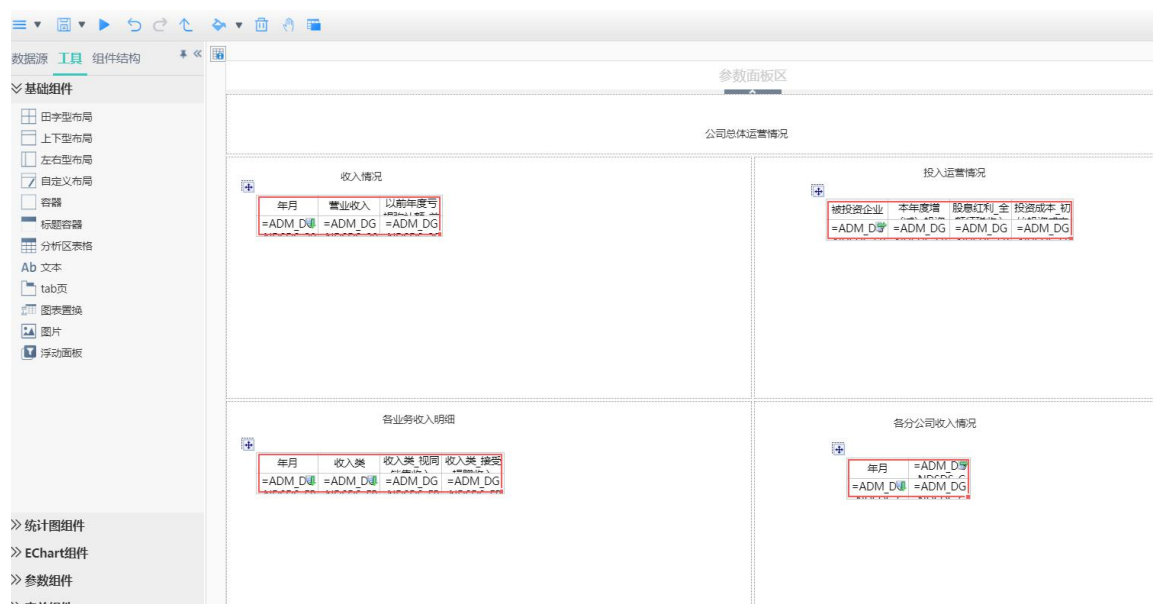 数据源 工具 组件结构
参数面板区
基础组件
田字型布局
上下型布局
左右型布局
自定义布局
容器
标题容器
分析区表格
Ab 文本
tab页
图表置换
图片
浮动面板
统计图组件
EChart组件
参数组件
公司总体运营情况
收入情况
年月 营业收入 以前年度亏
=ADM_D =ADM_DG =ADM_DG
投入运营情况
被投资企业 本年度增 股息红利_全 投资成本_初
=ADM_D =ADM_DG =ADM_DG =ADM_DG
各业务收入明细
年月 收入类 收入类_视同 收入类_接受
=ADM_D =ADM_D =ADM_DG =ADM_DG
各分公司收入情况
年月 =ADM_D
=ADM_D =ADM_DG